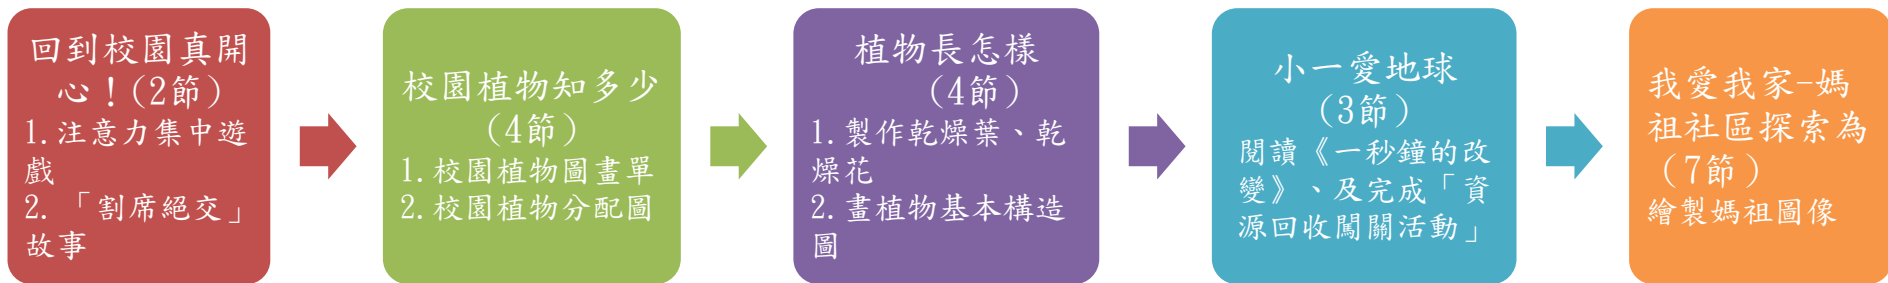 回到校園真開
心！(2節)
1.注意力集中遊
戲
2.「割席絕交」
故事
校園植物知多少
(4節)
1.校園植物圖畫單
2.校園植物分配圖
植物長怎樣
(4節)
1.製作乾燥葉、乾
燥花
2.畫植物基本構造
圖
小一愛地球
(3節)
閱讀《一秒鐘的改
變》、及完成「資
源回收闖關活動」
我愛我家-媽
祖社區探索為
（7節）
繪製媽祖圖像